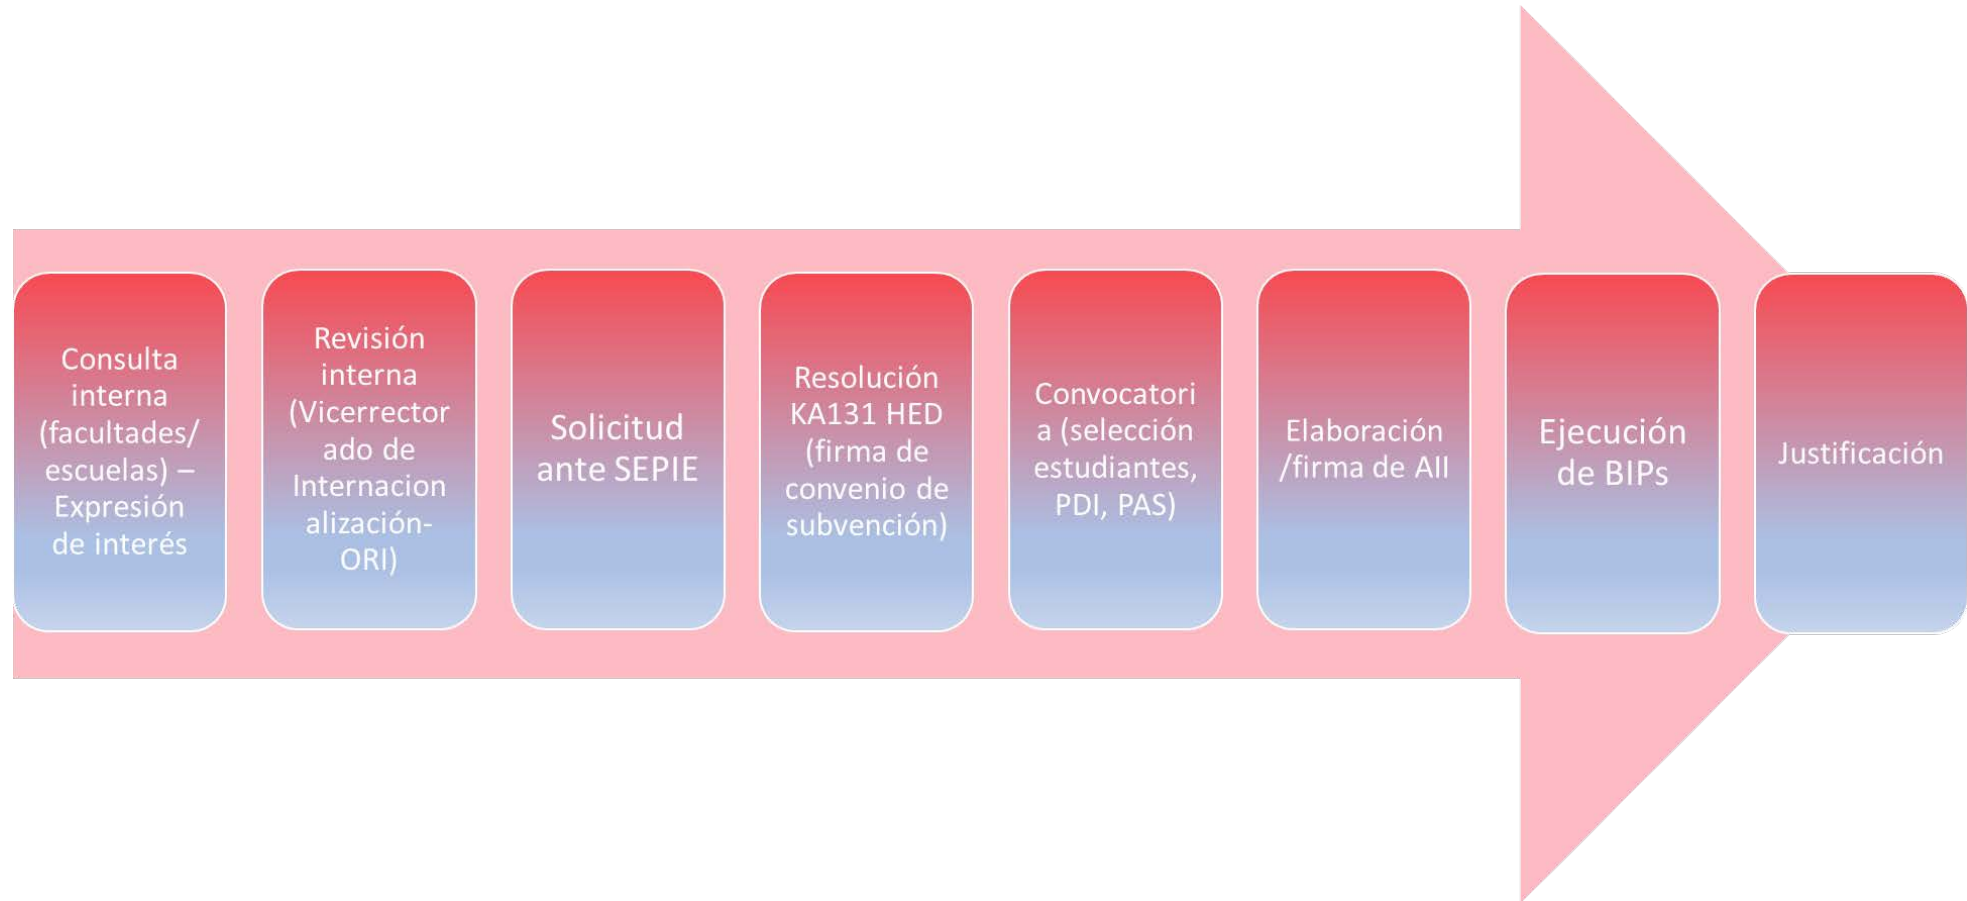 Consulta
interna
(facultades/
escuelas) –
Expresión
de interés
Revisión
interna
(Vicerrector
ado de
Internacion
alización-
ORI)
Solicitud
ante SEPIE
Resolución
KA131 HED
(firma de
convenio de
subvención)
Convocatori
a (selección
estudiantes,
PDI, PAS)
Elaboración
/firma de AII
Ejecución
de BIPs
Justificación